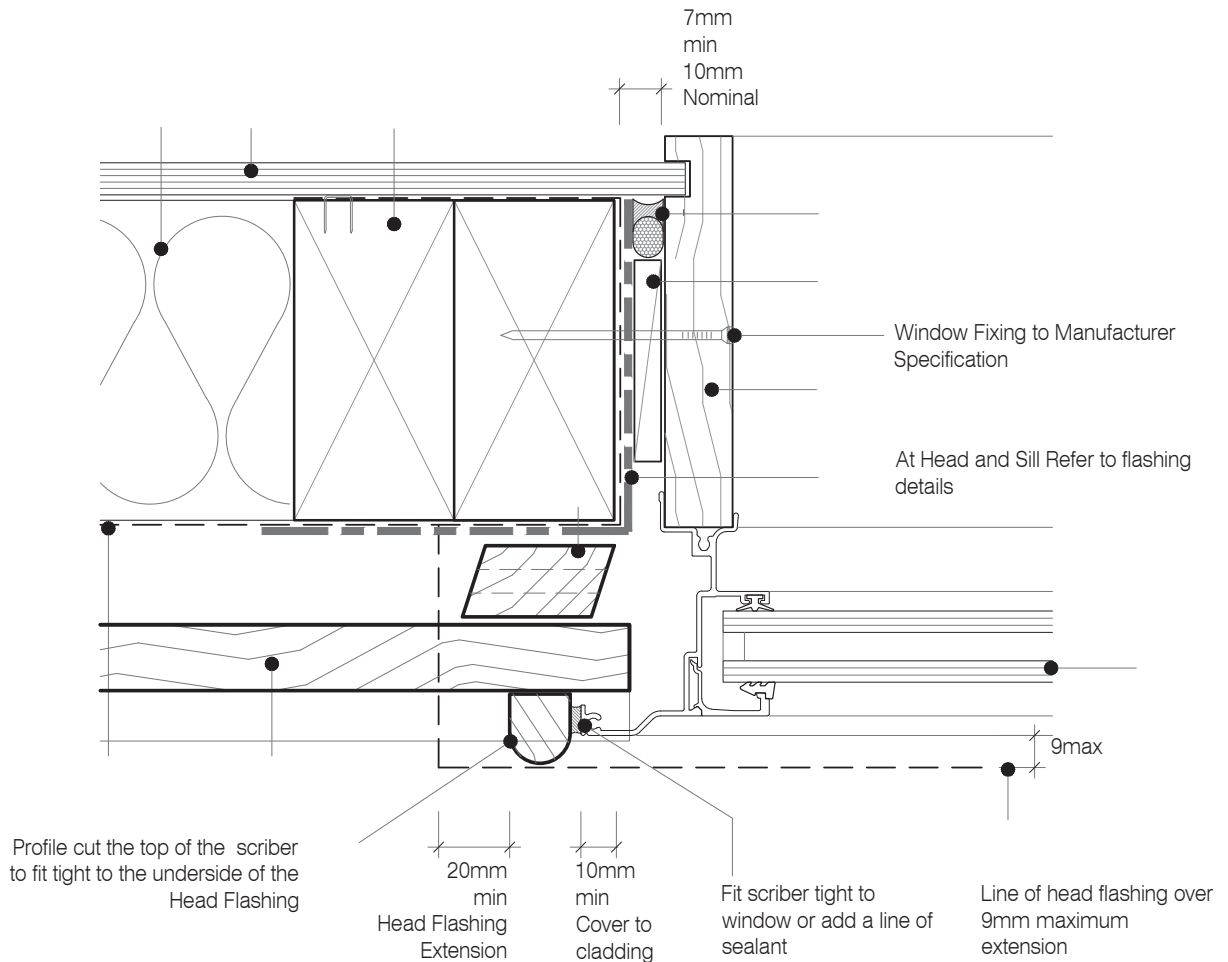 7mm
min
10mm
Nominal
Window Fixing to Manufacturer
Specification
At Head and Sill Refer to flashing
details
9max
Profile cut the top of the scriber
to fit tight to the underside of the
Head Flashing
20mm
min
Head Flashing
Extension
10mm
min
Cover to
cladding
Fit scriber tight to
window or add a line of
sealant
Line of head flashing over
9mm maximum
extension